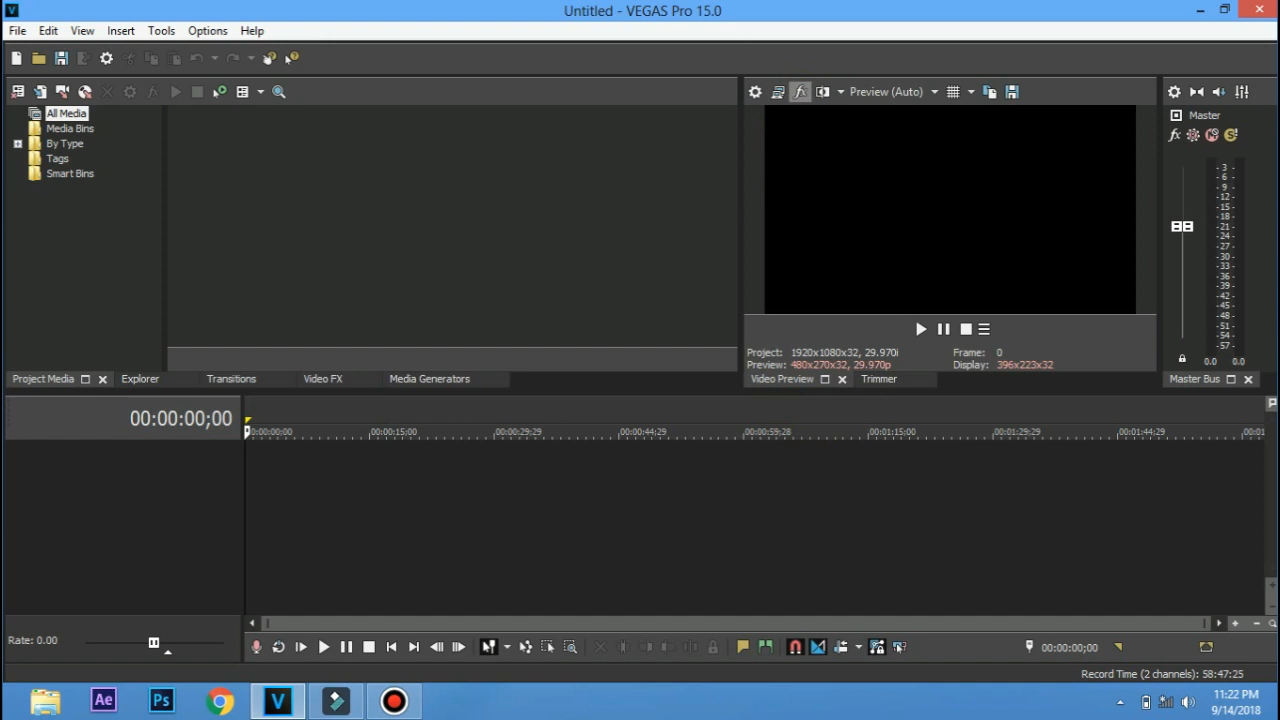 Untitled - VEGAS Pro 15.0
File Edit View Insert Tools Options Help
Preview (Auto)
All Media
Media Bins
By Type
Tags
Smart Bins
Master
fx
-3-
-6-
-9-
-12-
-15-
-18-
-21-
-24-
-27-
-30-
-33-
-36-
-39-
-42-
-45-
-48-
-51-
-54-
-57-
0.0 0.0
Project: 1920x1080x32, 29.970i Frame: 0
Preview: 480x270x32, 29.970p Display: 396x223x32
Project Media Explorer Transitions Video FX Media Generators
Video Preview Trimmer
Master Bus
00:00:00;00
00:00:00;00 00:00:15;00 00:00:29;29 00:00:44;29 00:00:59;28 00:01:15;00 00:01:29;29 00:01:44;29 00:01
Rate: 0.00
00:00:00;00
Record Time (2 channels): 58:47:25
Ae Ps V
11:22 PM
9/14/2018